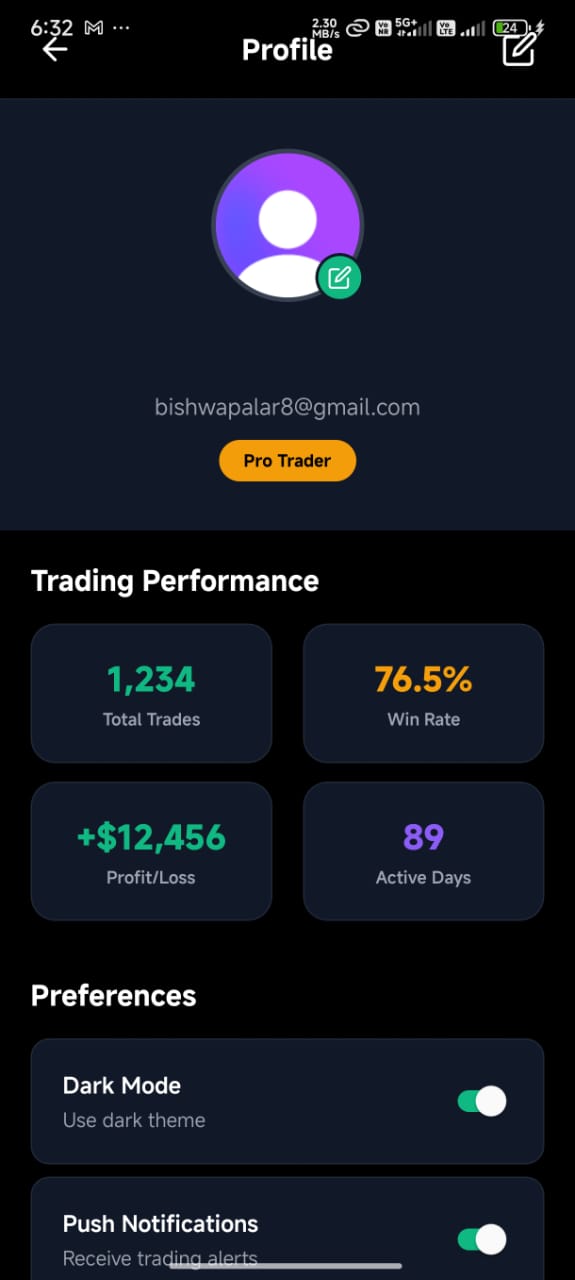 6:32 M ··· 2.30 MB/s Vo NR 5G+ Vo LTE 24
Profile
bishwapalar8@gmail.com
Pro Trader
Trading Performance
1,234 76.5%
Total Trades Win Rate
+$12,456 89
Profit/Loss Active Days
Preferences
Dark Mode
Use dark theme
Push Notifications
Receive trading alerts